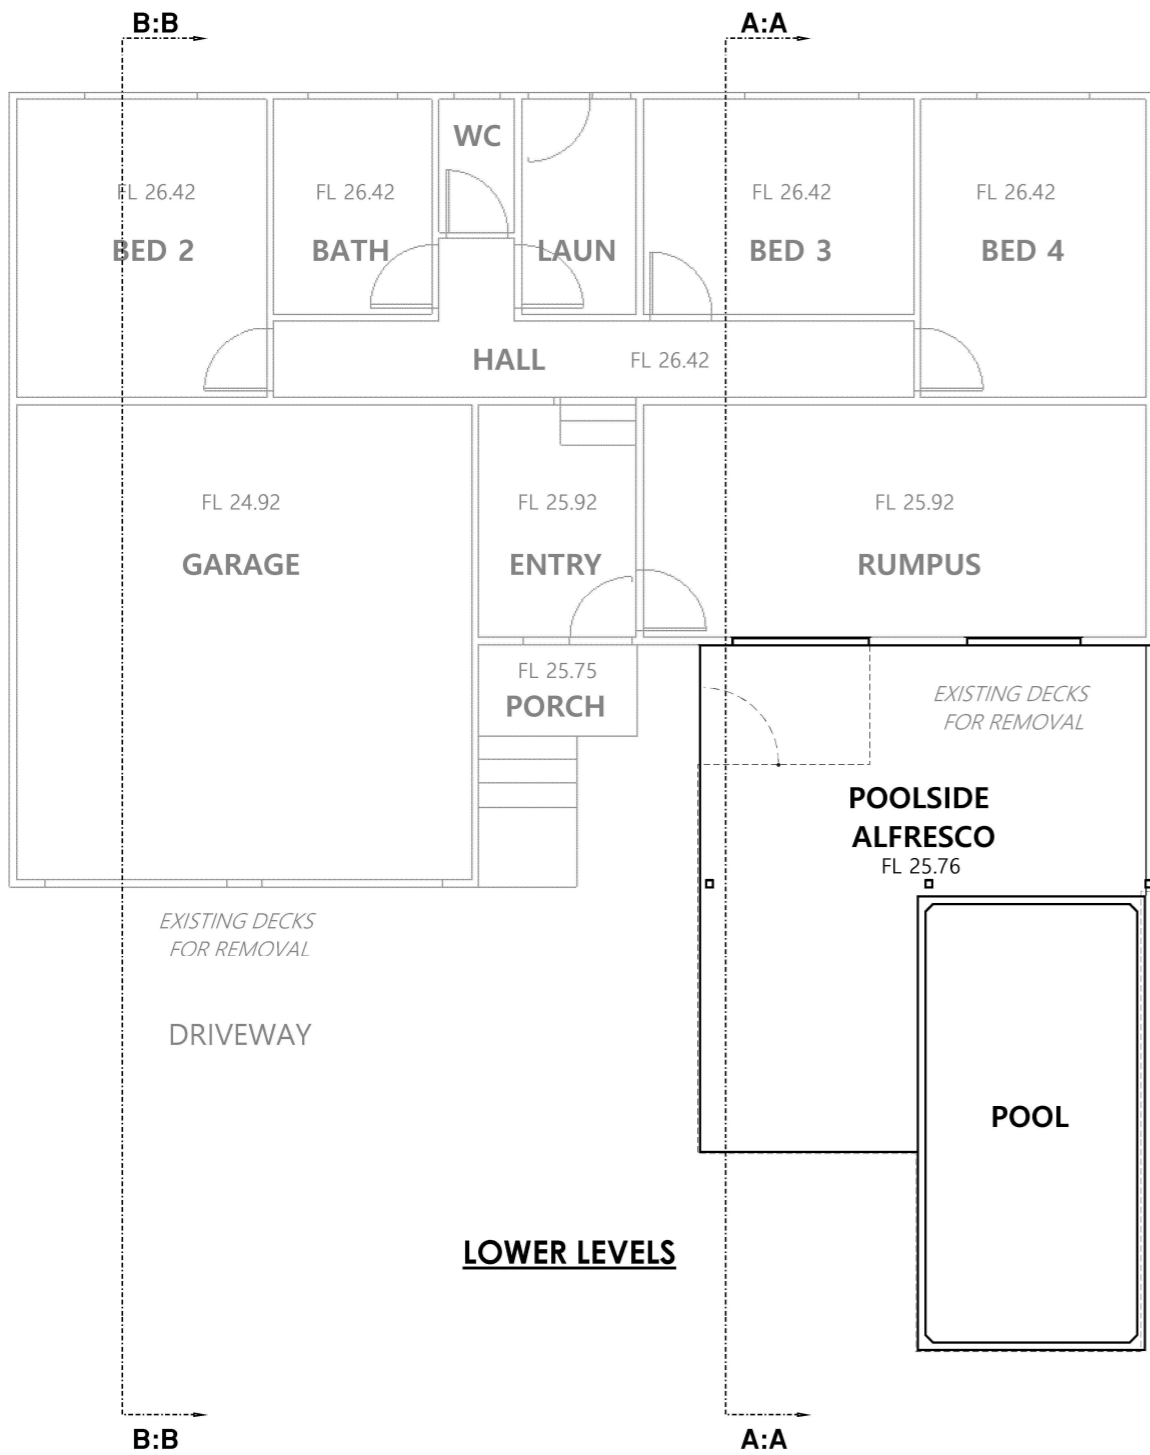 B:B
A:A
WC
FL 26.42
FL 26.42
FL 26.42
FL 26.42
BED 2
BATH
LAUN
BED 3
BED 4
HALL
FL 26.42
FL 24.92
FL 25.92
FL 25.92
GARAGE
ENTRY
RUMPUS
FL 25.75
PORCH
EXISTING DECKS
FOR REMOVAL
POOLSIDE
ALFRESCO
FL 25.76
EXISTING DECKS
FOR REMOVAL
DRIVEWAY
POOL
LOWER LEVELS
B:B
A:A